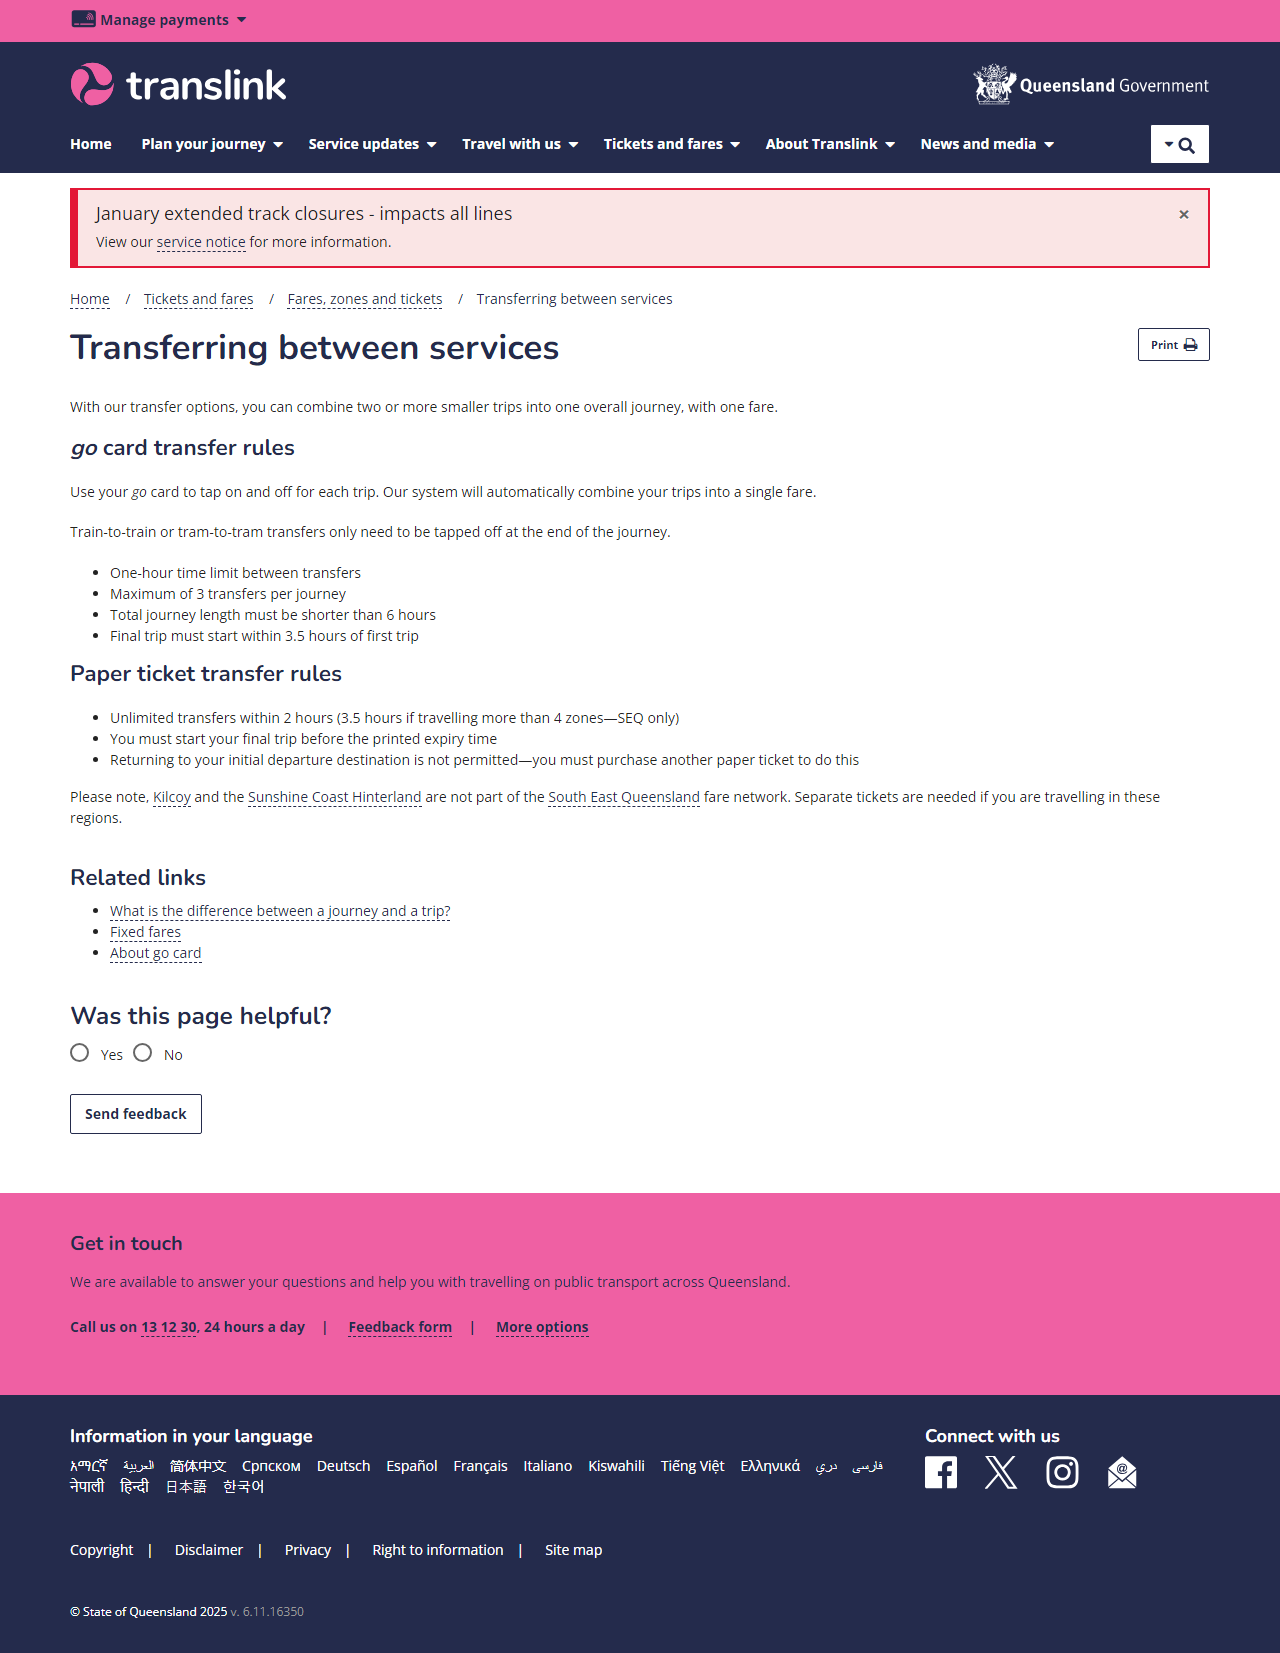 Manage payments
translink
Queensland Government
Home Plan your journey Service updates Travel with us Tickets and fares About Translink News and media
January extended track closures - impacts all lines ×
View our service notice for more information.
Home / Tickets and fares / Fares, zones and tickets / Transferring between services
Transferring between services
Print
With our transfer options, you can combine two or more smaller trips into one overall journey, with one fare.
go card transfer rules
Use your go card to tap on and off for each trip. Our system will automatically combine your trips into a single fare.
Train-to-train or tram-to-tram transfers only need to be tapped off at the end of the journey.
One-hour time limit between transfers
Maximum of 3 transfers per journey
Total journey length must be shorter than 6 hours
Final trip must start within 3.5 hours of first trip
Paper ticket transfer rules
Unlimited transfers within 2 hours (3.5 hours if travelling more than 4 zones—SEQ only)
You must start your final trip before the printed expiry time
Returning to your initial departure destination is not permitted—you must purchase another paper ticket to do this
Please note, Kilcoy and the Sunshine Coast Hinterland are not part of the South East Queensland fare network. Separate tickets are needed if you are travelling in these
regions.
Related links
What is the difference between a journey and a trip?
Fixed fares
About go card
Was this page helpful?
Yes No
Send feedback
Get in touch
We are available to answer your questions and help you with travelling on public transport across Queensland.
Call us on 13 12 30, 24 hours a day | Feedback form | More options
Information in your language
አማርኛ العربية 简体中文 Српском Deutsch Español Français Italiano Kiswahili Tiếng Việt Ελληνικά دري فارسی
नेपाली हिन्दी 日本語 한국어
Connect with us
Copyright | Disclaimer | Privacy | Right to information | Site map
© State of Queensland 2025 v. 6.11.16350